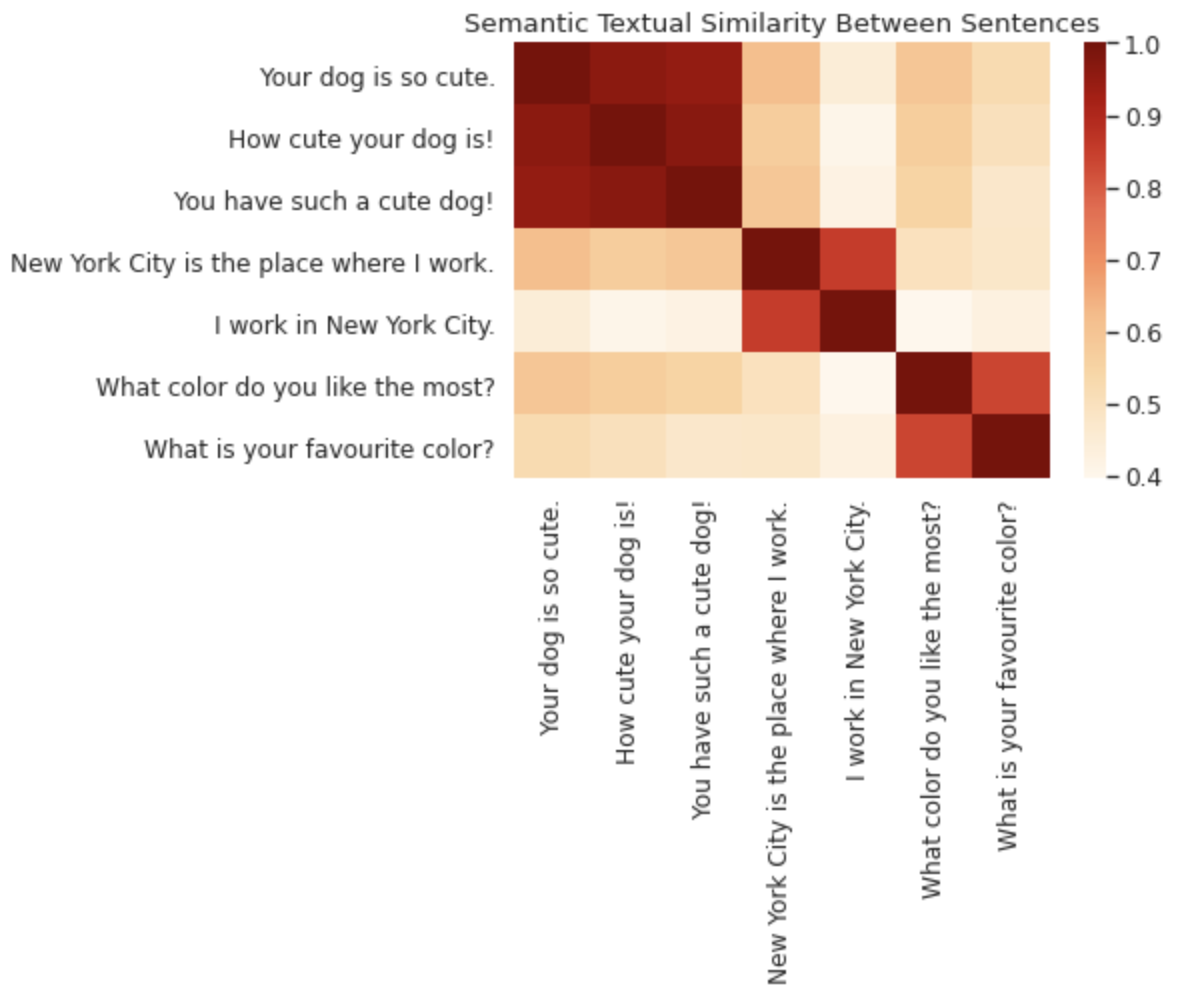 Semantic Textual Similarity Between Sentences
Your dog is so cute.
How cute your dog is!
You have such a cute dog!
New York City is the place where I work.
I work in New York City.
What color do you like the most?
What is your favourite color?
1.0
0.9
0.8
0.7
0.6
0.5
0.4
Your dog is so cute.
How cute your dog is!
You have such a cute dog!
New York City is the place where I work.
I work in New York City.
What color do you like the most?
What is your favourite color?